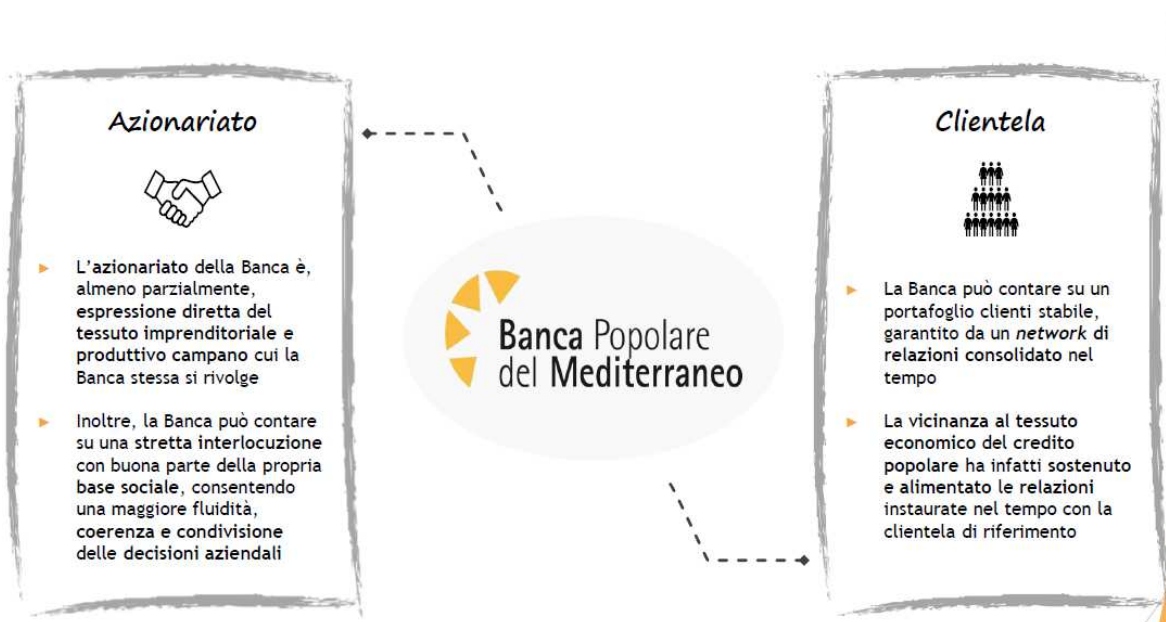 Azionariato
► L'azionariato della Banca è,
almeno parzialmente,
espressione diretta del
tessuto imprenditoriale e
produttivo campano cui la
Banca stessa si rivolge
► Inoltre, la Banca può contare
su una stretta interlocuzione
con buona parte della propria
base sociale, consentendo
una maggiore fluidità,
coerenza e condivisione
delle decisioni aziendali
Banca Popolare
del Mediterraneo
Clientela
► La Banca può contare su un
portafoglio clienti stabile,
garantito da un network di
relazioni consolidato nel
tempo
► La vicinanza al tessuto
economico del credito
popolare ha infatti sostenuto
e alimentato le relazioni
instaurate nel tempo con la
clientela di riferimento